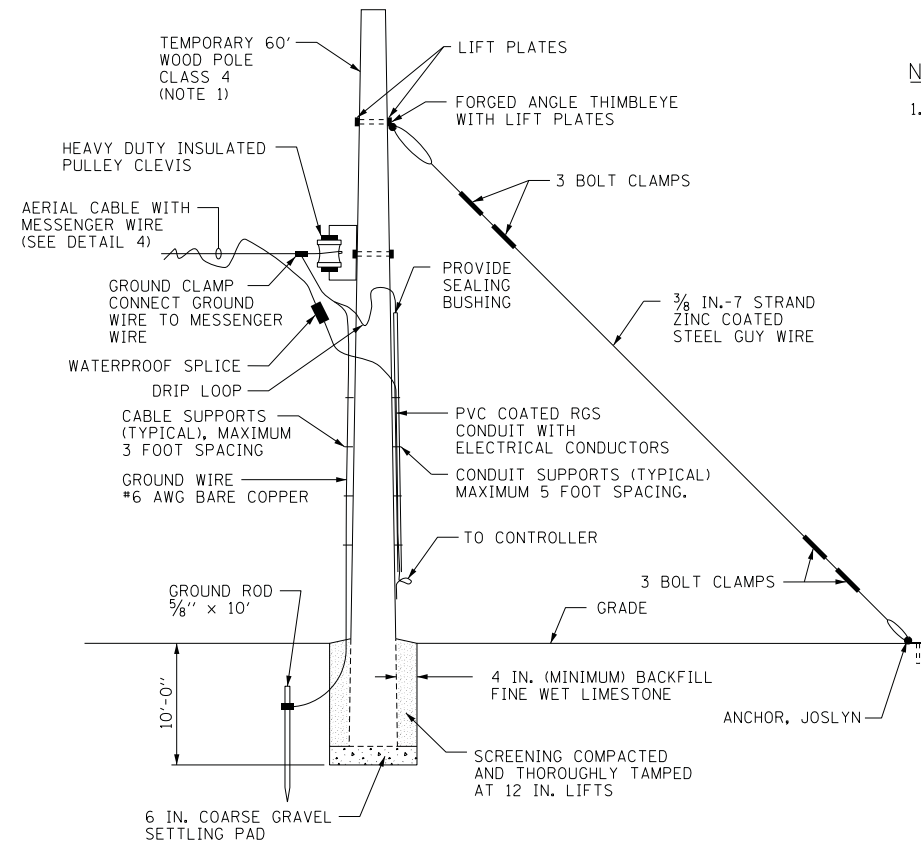 TEMPORARY 60'
WOOD POLE
CLASS 4
(NOTE 1)
LIFT PLATES
FORGED ANGLE THIMBLEYE
WITH LIFT PLATES
N
1.
HEAVY DUTY INSULATED
PULLEY CLEVIS
3 BOLT CLAMPS
AERIAL CABLE WITH
MESSENGER WIRE
(SEE DETAIL 4)
PROVIDE
SEALING
BUSHING
GROUND CLAMP
CONNECT GROUND
WIRE TO MESSENGER
WIRE
⅜ IN.-7 STRAND
ZINC COATED
STEEL GUY WIRE
WATERPROOF SPLICE
DRIP LOOP
CABLE SUPPORTS
(TYPICAL), MAXIMUM
3 FOOT SPACING
PVC COATED RGS
CONDUIT WITH
ELECTRICAL CONDUCTORS
GROUND WIRE
#6 AWG BARE COPPER
CONDUIT SUPPORTS (TYPICAL)
MAXIMUM 5 FOOT SPACING.
TO CONTROLLER
3 BOLT CLAMPS
GROUND ROD
⅝'' × 10'
GRADE
10'-0''
4 IN. (MINIMUM) BACKFILL
FINE WET LIMESTONE
ANCHOR, JOSLYN
SCREENING COMPACTED
AND THOROUGHLY TAMPED
AT 12 IN. LIFTS
6 IN. COARSE GRAVEL
SETTLING PAD